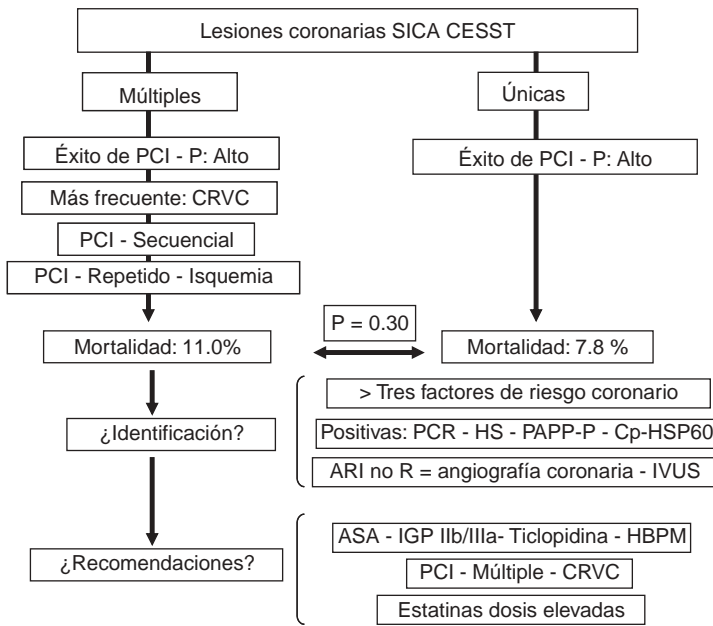 Lesiones coronarias SICA CESST
Múltiples
Únicas
Éxito de PCI - P: Alto
Éxito de PCI - P: Alto
Más frecuente: CRVC
PCI - Secuencial
PCI - Repetido - Isquemia
P = 0.30
Mortalidad: 11.0%
Mortalidad: 7.8 %
> Tres factores de riesgo coronario
¿Identificación?
Positivas: PCR - HS - PAPP-P - Cp-HSP60
ARI no R = angiografía coronaria - IVUS
ASA - IGP IIb/IIIa- Ticlopidina - HBPM
¿Recomendaciones?
PCI - Múltiple - CRVC
Estatinas dosis elevadas